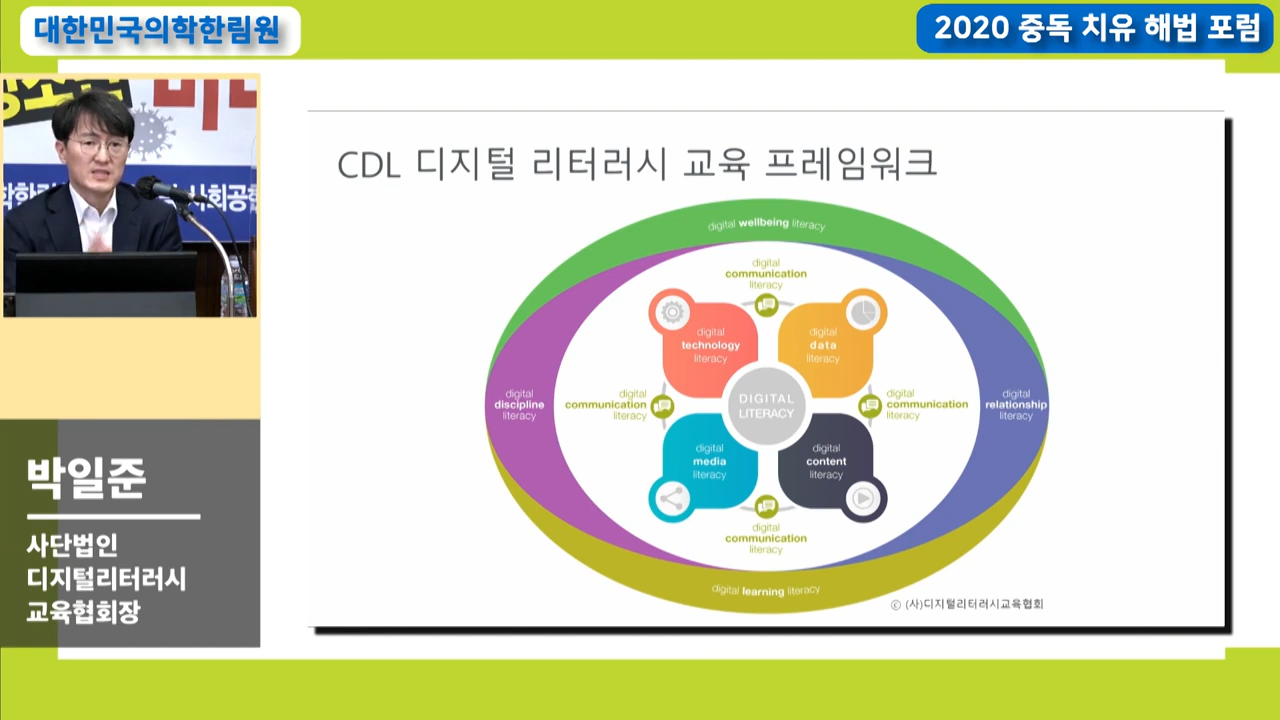 대한민국의학한림원
2020 중독 치유 해법 포럼
사회공헌
CDL 디지털 리터러시 교육 프레임워크
digital wellbeing literacy
digital
communication
literacy
digital
technology
literacy
digital
data
literacy
digital
discipline
literacy
digital
communication
literacy
DIGITAL
LITERACY
digital
communication
literacy
digital
relationship
literacy
digital
media
literacy
digital
content
literacy
digital
communication
literacy
digital learning literacy
ⓒ (사)디지털리터러시교육협회
박일준
사단법인
디지털리터러시
교육협회장